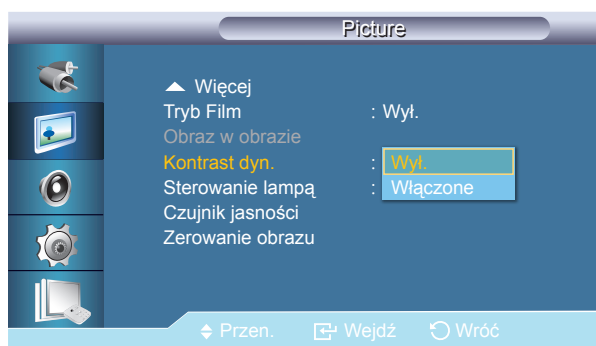 Picture
Więcej
Tryb Film : Wył.
Obraz w obrazie
Kontrast dyn. : Wył.
Sterowanie lampą : Włączone
Czujnik jasności
Zerowanie obrazu
Przen. Wejdź Wróć